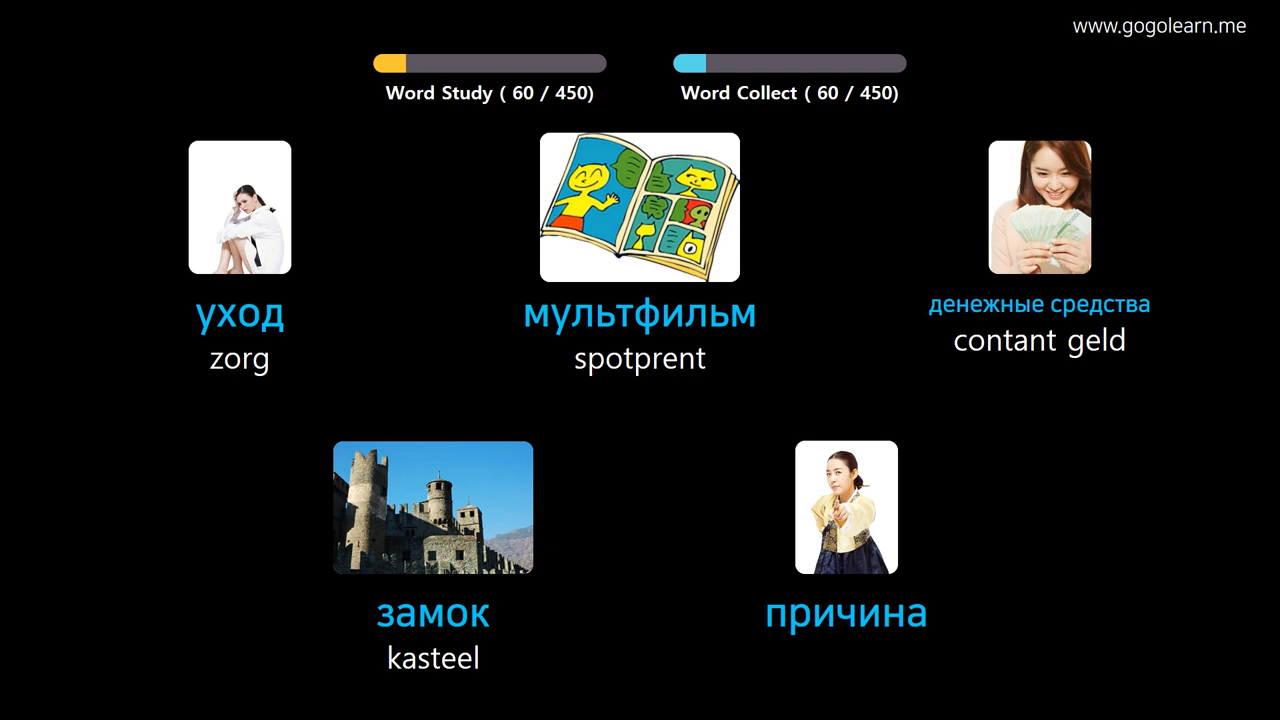 www.gogolearn.me
Word Study ( 60 / 450)
Word Collect ( 60 / 450)
уход
zorg
мультфильм
spotprent
денежные средства
contant geld
замок
kasteel
причина